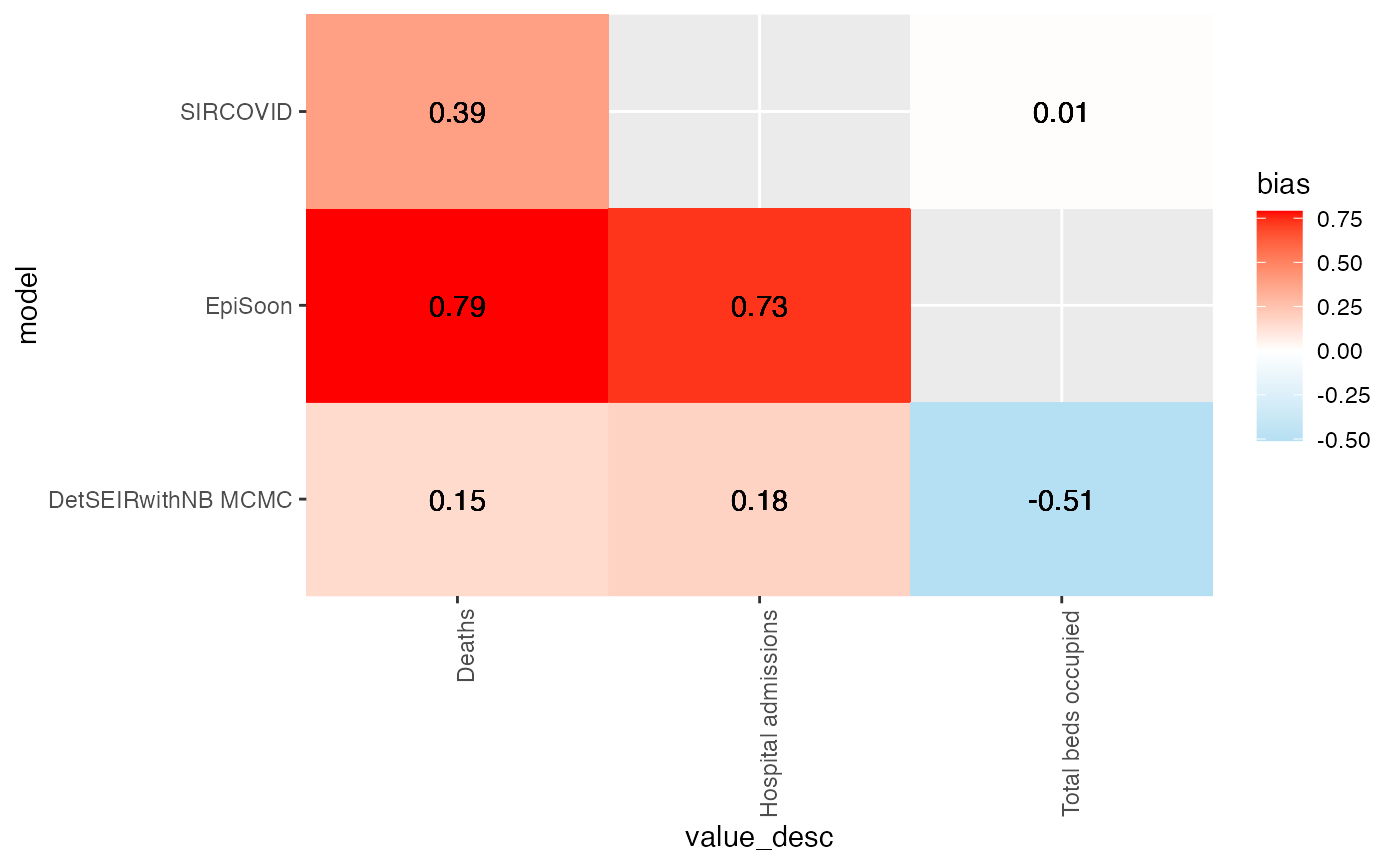 model
SIRCOVID
EpiSoon
DetSEIRwithNB MCMC
0.39
0.01
0.79
0.73
0.15
0.18
-0.51
Deaths
Hospital admissions
Total beds occupied
value_desc
bias
0.75
0.50
0.25
0.00
-0.25
-0.50